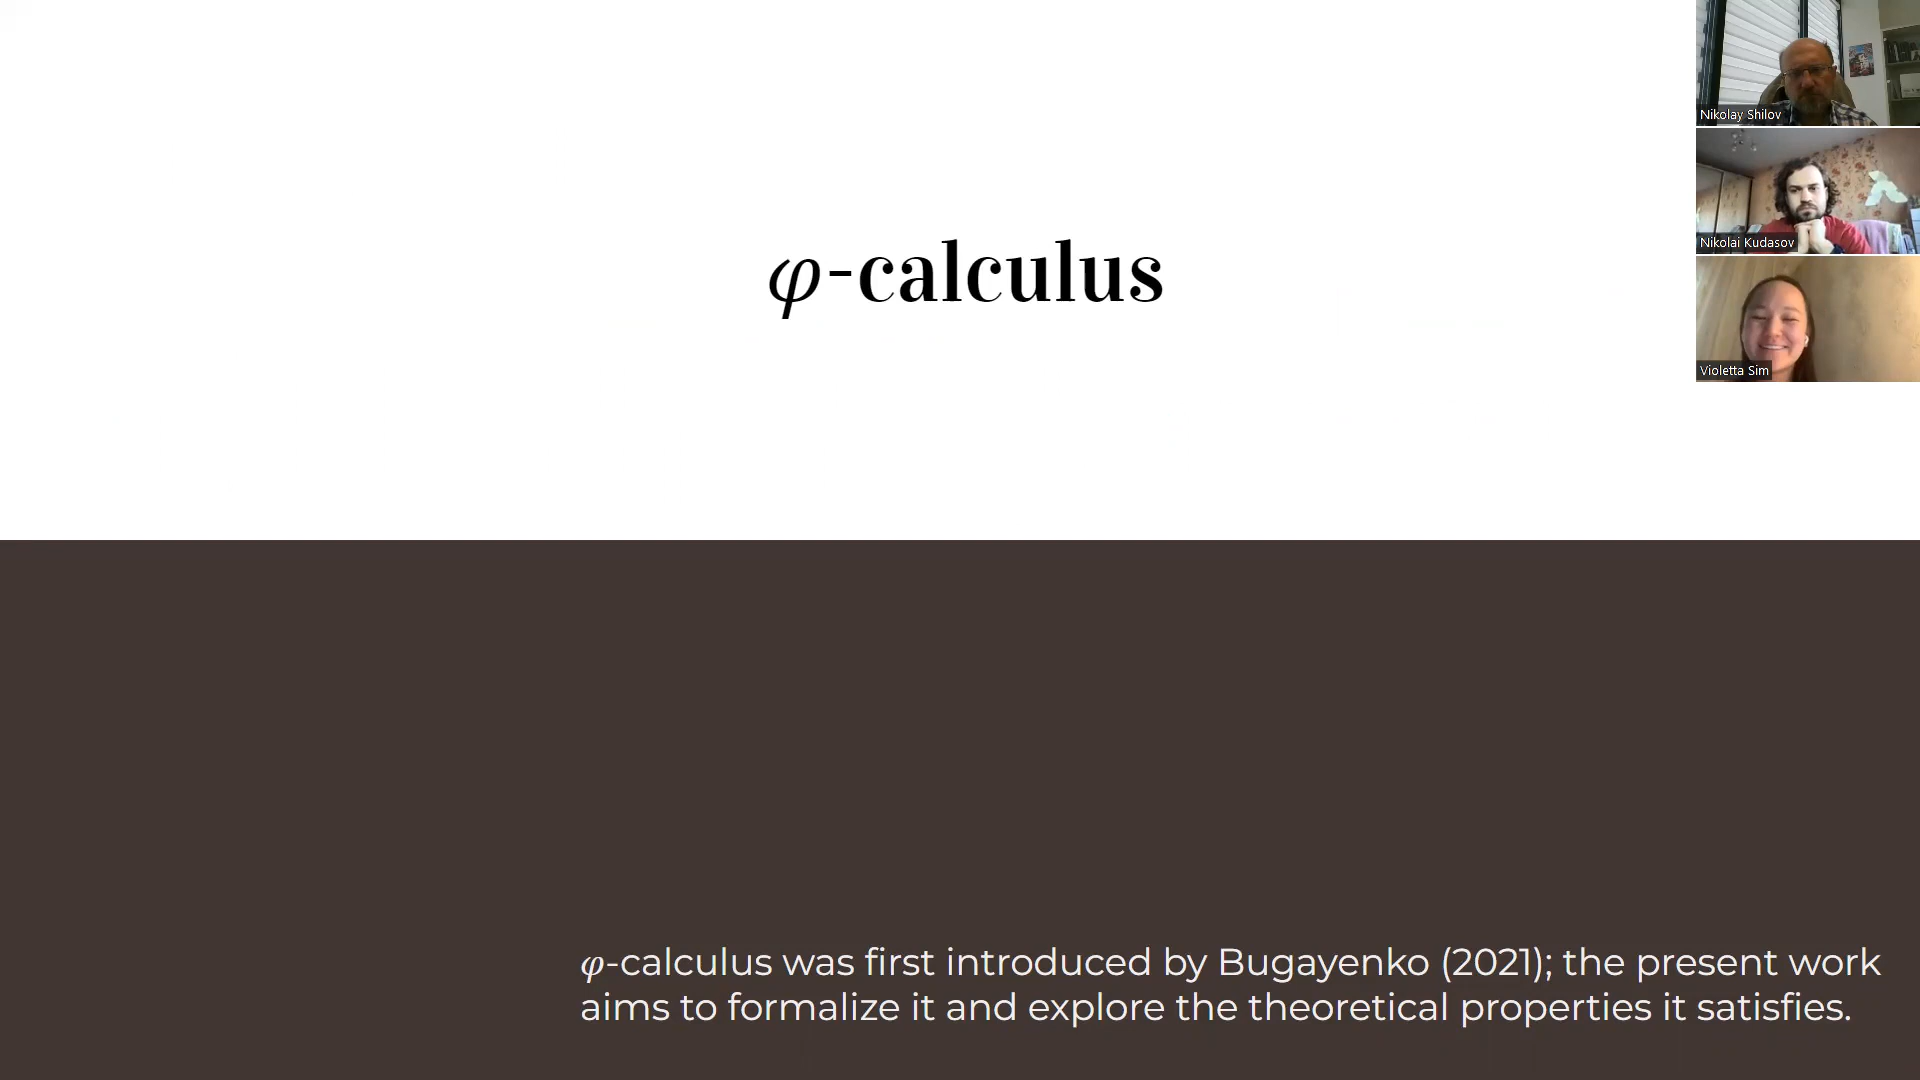 φ-calculus
Nikolay Shilov
Nikolai Kudasov
Violetta Sim
φ-calculus was first introduced by Bugayenko (2021); the present work
aims to formalize it and explore the theoretical properties it satisfies.